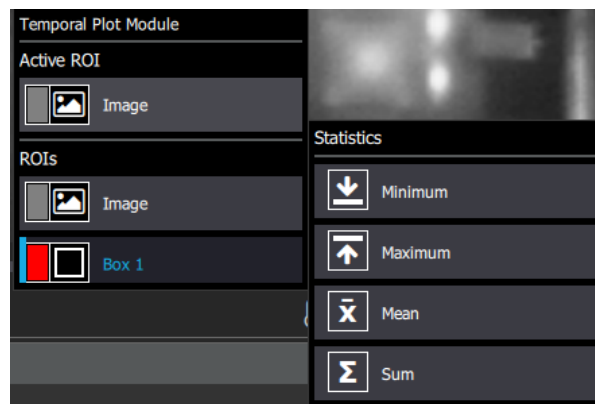 Temporal Plot Module
Active ROI
Image
ROIs
Image
Box 1
Statistics
Minimum
Maximum
x̄ Mean
Σ Sum